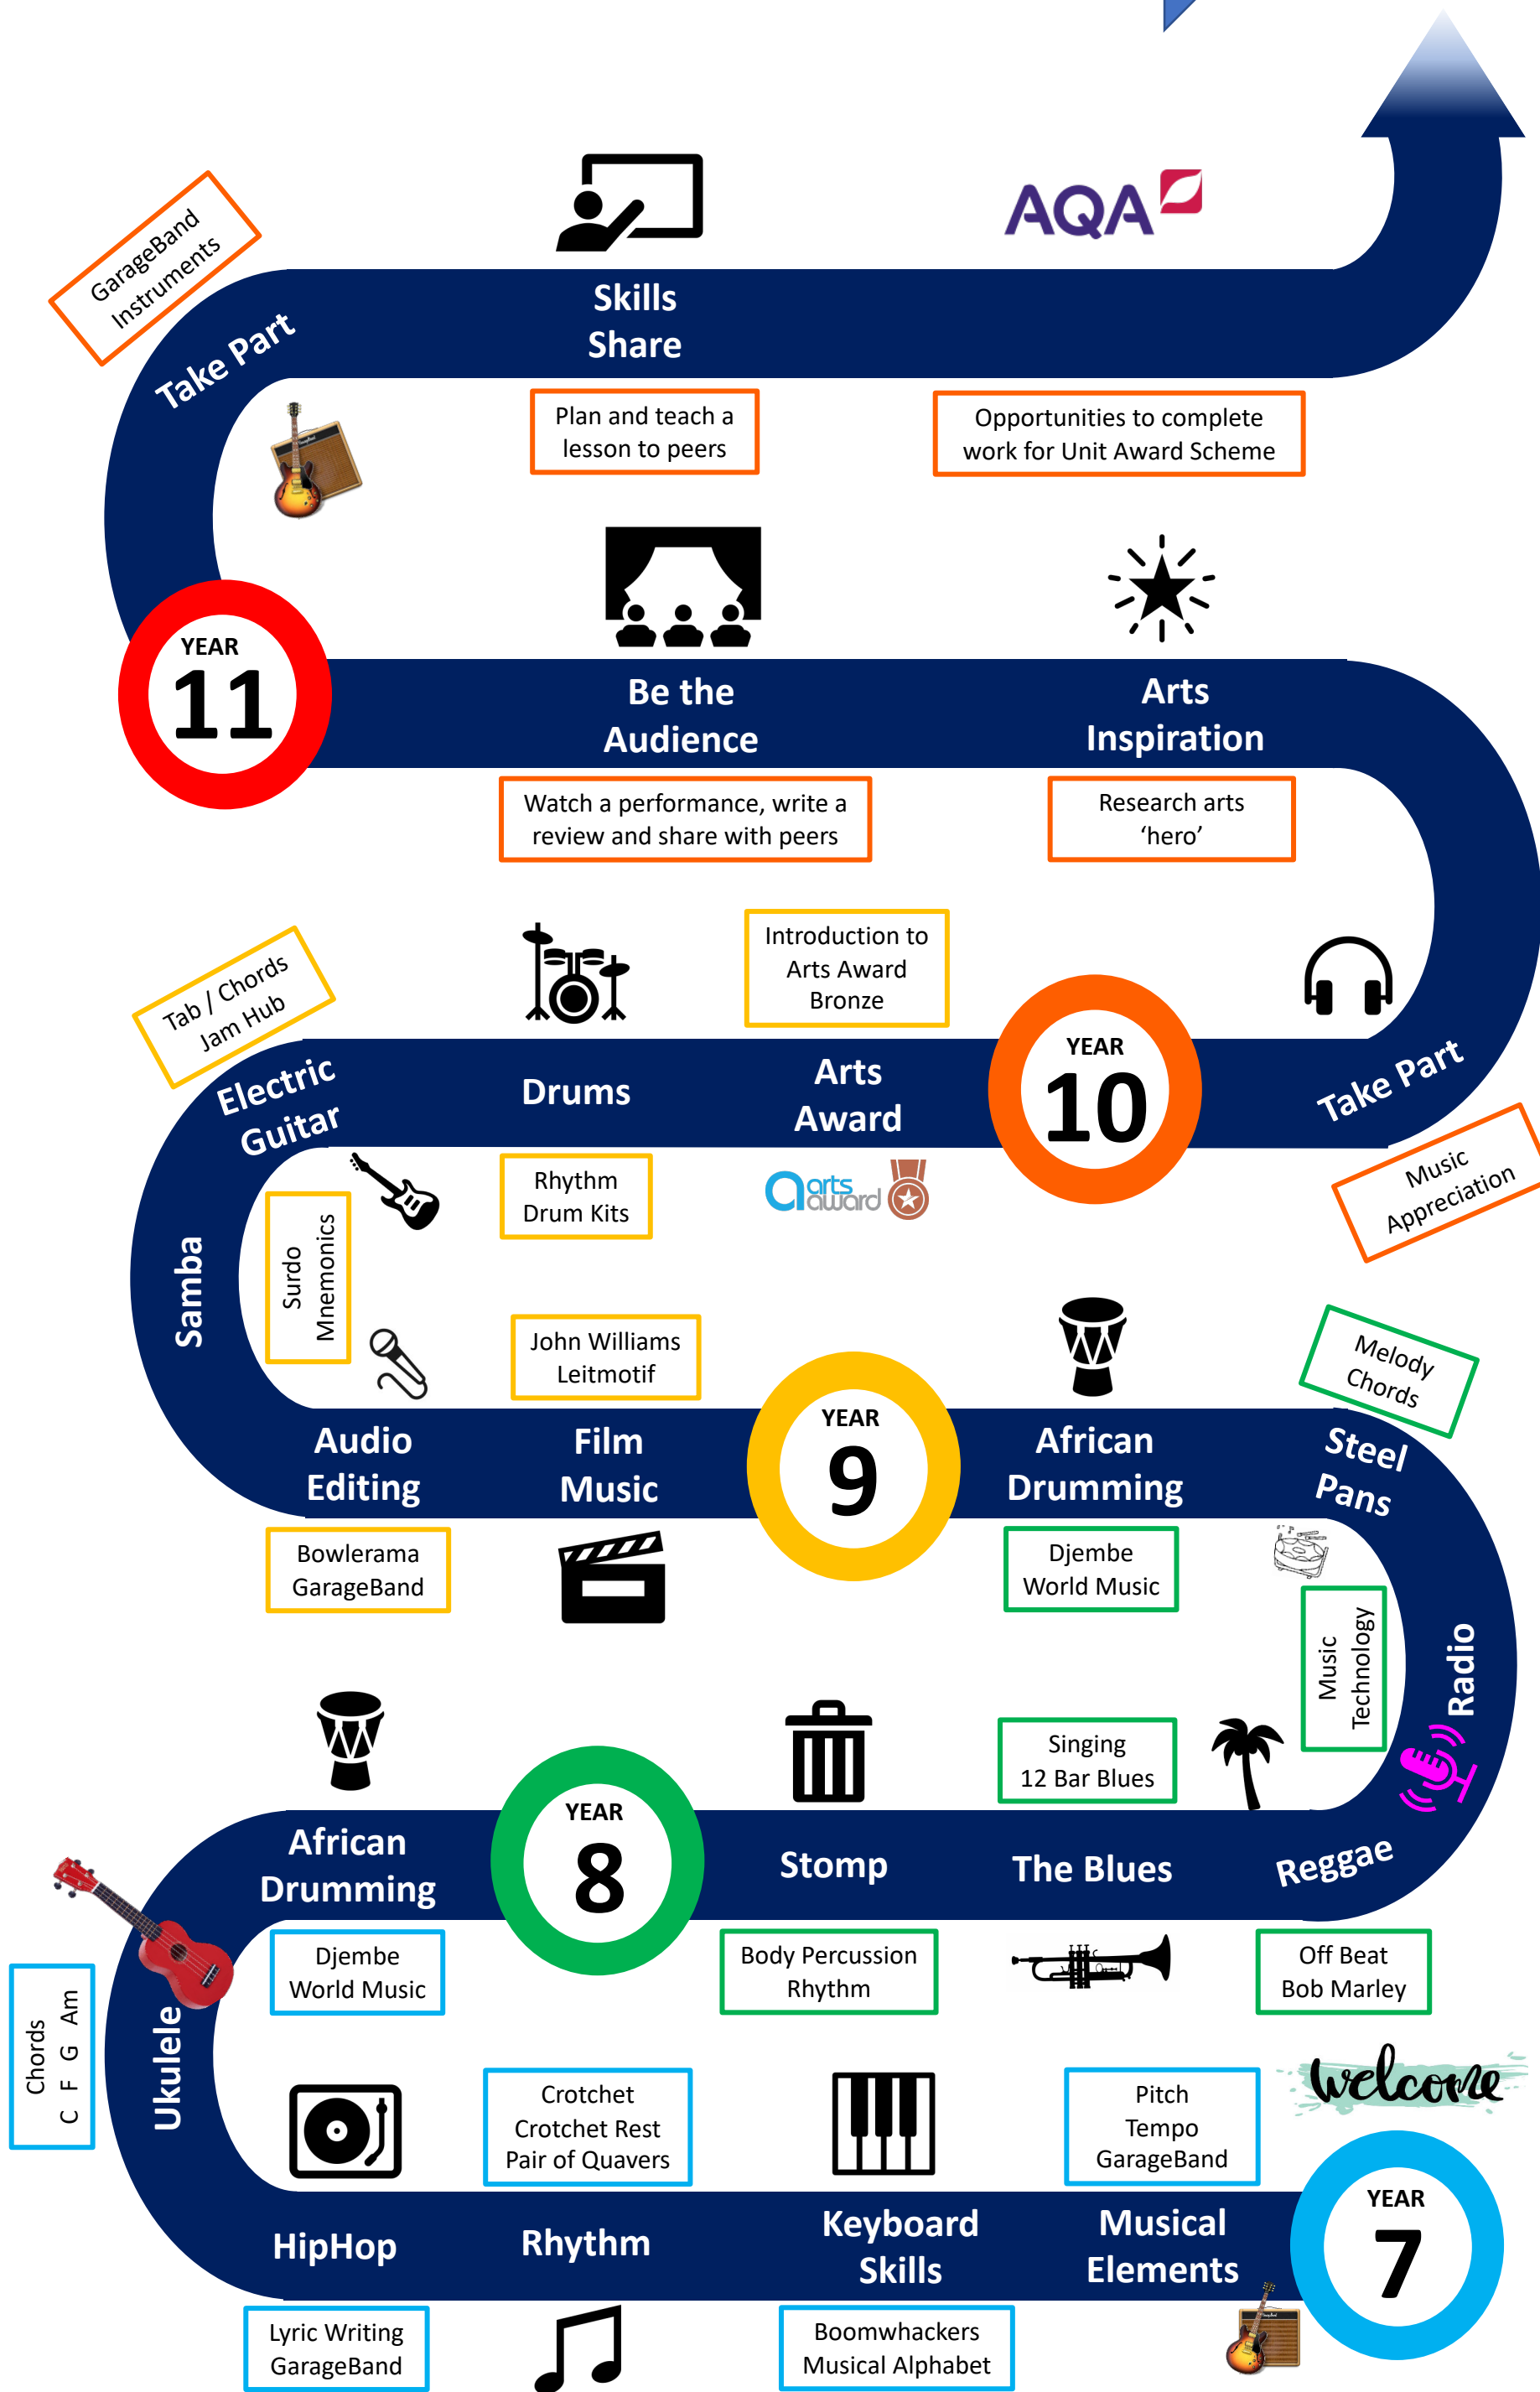 AQA
GarageBand
Instruments
Take Part
Skills
Share
Plan and teach a
lesson to peers
Opportunities to complete
work for Unit Award Scheme
YEAR
11
Be the
Audience
Arts
Inspiration
Watch a performance, write a
review and share with peers
Research arts
‘hero’
Tab / Chords
Jam Hub
Introduction to
Arts Award
Bronze
Electric
Guitar
Drums
Arts
Award
YEAR
10
Take Part
Rhythm
Drum Kits
arts
award
Music
Appreciation
Samba
Surdo
Mnemonics
John Williams
Leitmotif
Melody
Chords
Audio
Editing
Film
Music
YEAR
9
African
Drumming
Steel
Pans
Bowlerama
GarageBand
Djembe
World Music
Music
Technology
Radio
Singing
12 Bar Blues
African
Drumming
YEAR
8
Stomp
The Blues
Reggae
Djembe
World Music
Body Percussion
Rhythm
Off Beat
Bob Marley
Chords
C F G Am
Ukulele
Crotchet
Crotchet Rest
Pair of Quavers
Pitch
Tempo
GarageBand
welcome
HipHop
Rhythm
Keyboard
Skills
Musical
Elements
YEAR
7
Lyric Writing
GarageBand
Boomwhackers
Musical Alphabet